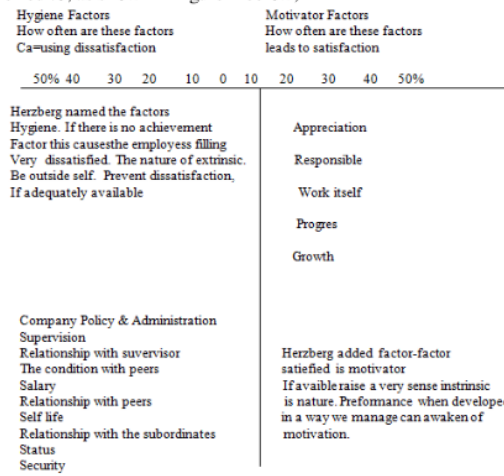 Hygiene Factors
How often are these factors
Ca=using dissatisfaction
Motivator Factors
How often are these factors
leads to satisfaction
50% 40 30 20 10 0 10 20 30 40 50%
Herzberg named the factors
Hygiene. If there is no achievement
Factor this causesthe employess filling
Very dissatisfied. The nature of extrinsic.
Be outside self. Prevent dissatisfaction,
If adequately available
Appreciation
Responsible
Work itself
Progres
Growth
Company Policy & Administration
Supervision
Relationship with suvervisor
The condition with peers
Salary
Relationship with peers
Self life
Relationship with the subordinates
Status
Security
Herzberg added factor-factor
satiefied is motivator
If avaible raise a very sense instrinsic
is nature. Preformance when developed
in a way we manage can awaken of
motivation.